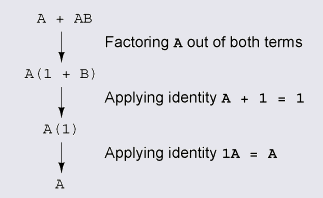 A + AB
Factoring A out of both terms
A(1 + B)
Applying identity A + 1 = 1
A(1)
Applying identity 1A = A
A